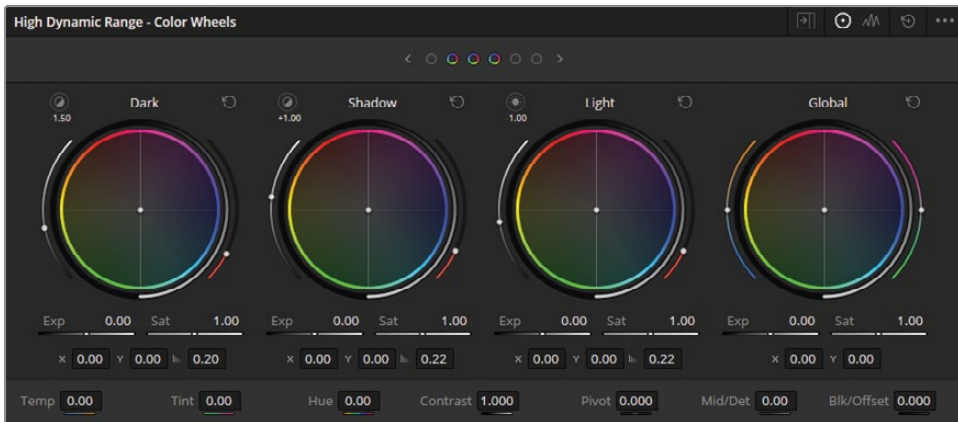 High Dynamic Range - Color Wheels
Dark Shadow Light Global
1.50 +1.00 1.00
Exp 0.00 Sat 1.00 Exp 0.00 Sat 1.00 Exp 0.00 Sat 1.00 Exp 0.00 Sat 1.00
X 0.00 Y 0.00 0.20 X 0.00 Y 0.00 0.22 X 0.00 Y 0.00 0.22 X 0.00 Y 0.00
Temp 0.00 Tint 0.00 Hue 0.00 Contrast 1.000 Pivot 0.000 Mid/Det 0.00 Blk/Offset 0.000